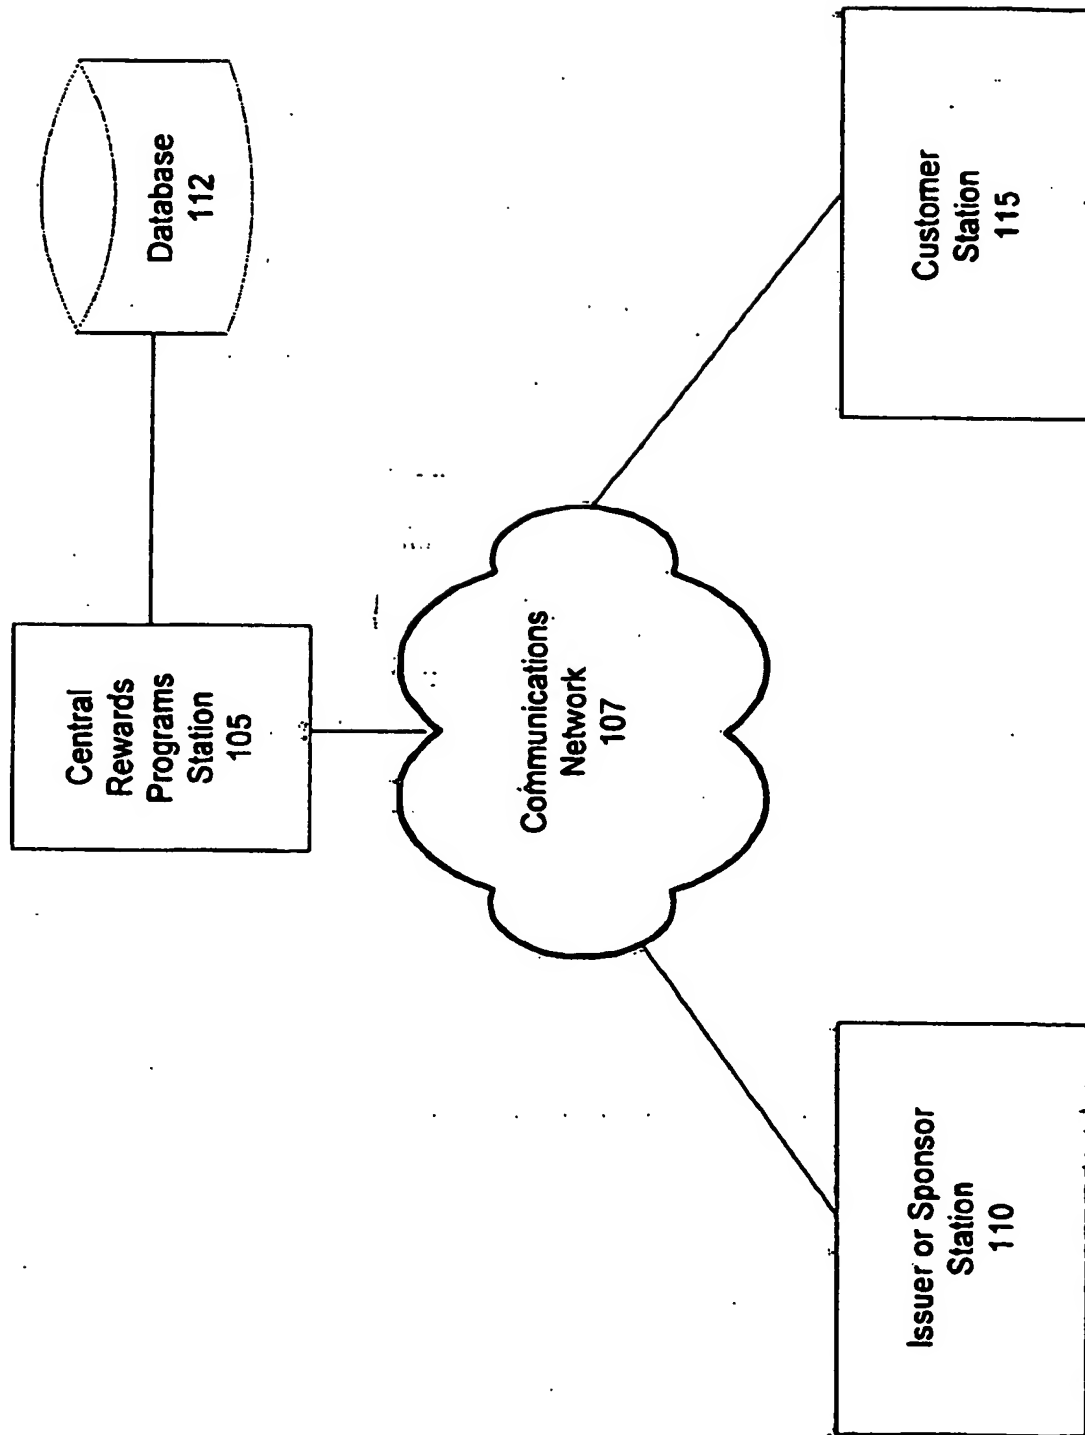 Central
Rewards
Programs
Station
105
Database
112
Communications
Network
107
Issuer or Sponsor
Station
110
Customer
Station
115